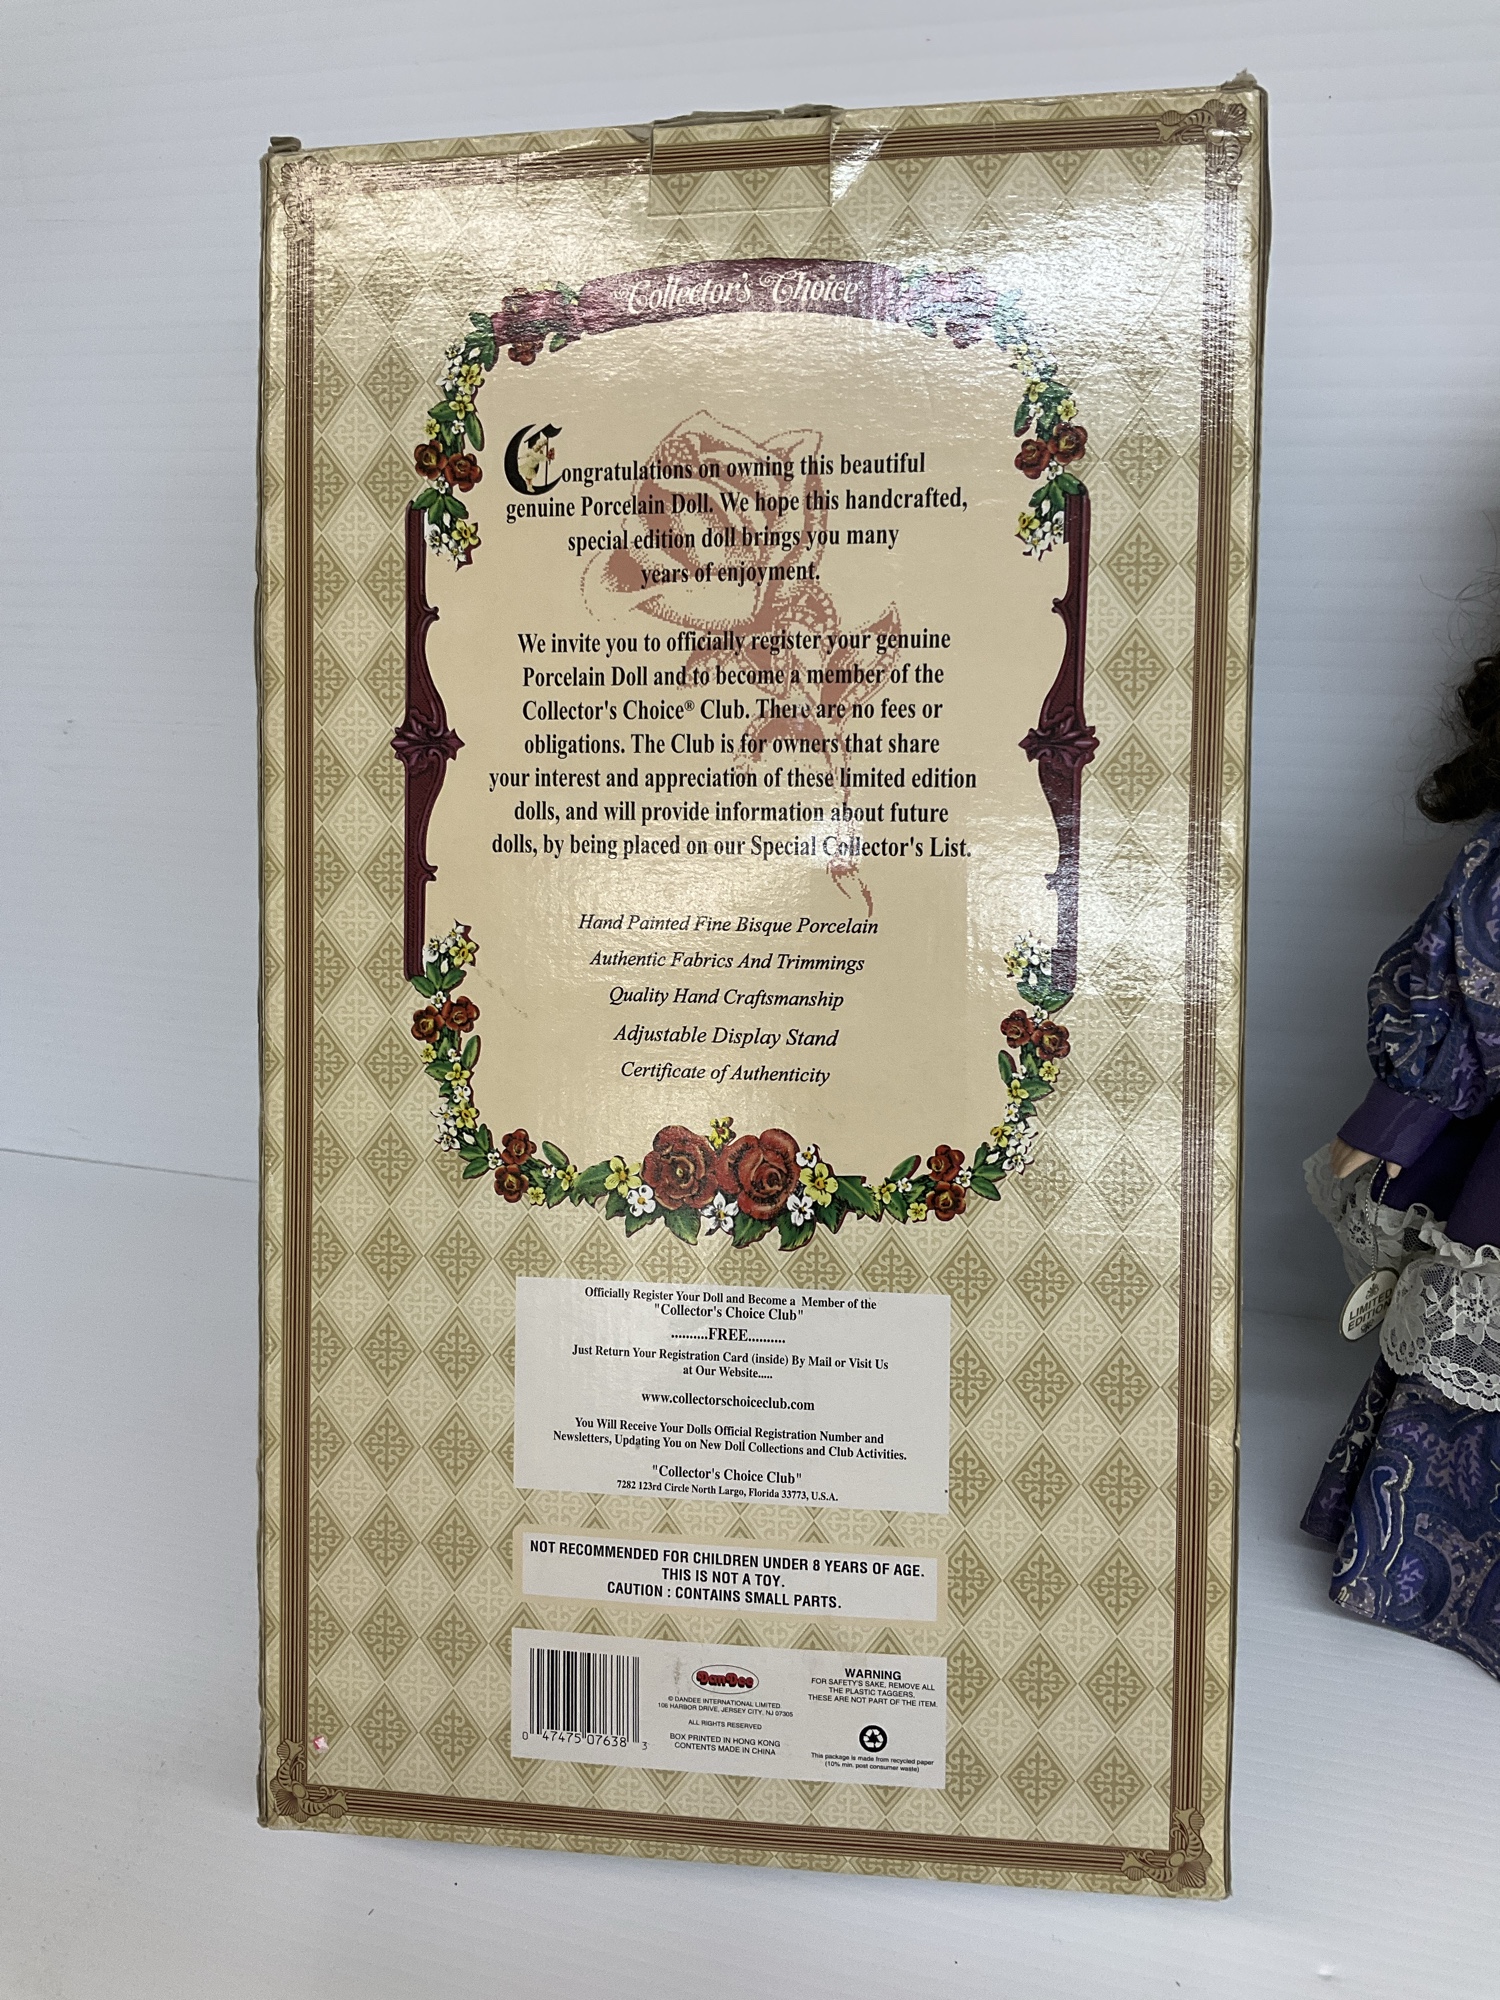 Collector's Choice
Congratulations on owning this beautiful
genuine Porcelain Doll. We hope this handcrafted,
special edition doll brings you many
years of enjoyment.
We invite you to officially register your genuine
Porcelain Doll and to become a member of the
Collector's Choice® Club. There are no fees or
obligations. The Club is for owners that share
your interest and appreciation of these limited edition
dolls, and will provide information about future
dolls, by being placed on our Special Collector's List.
Hand Painted Fine Bisque Porcelain
Authentic Fabrics And Trimmings
Quality Hand Craftsmanship
Adjustable Display Stand
Certificate of Authenticity
Officially Register Your Doll and Become a Member of the
"Collector's Choice Club"
..........FREE..........
Just Return Your Registration Card (inside) By Mail or Visit Us
at Our Website.....
www.collectorschoiceclub.com
You Will Receive Your Dolls Official Registration Number and
Newsletters, Updating You on New Doll Collections and Club Activities.
"Collector's Choice Club"
7282 123rd Circle North Largo, Florida 33773, U.S.A.
NOT RECOMMENDED FOR CHILDREN UNDER 8 YEARS OF AGE.
THIS IS NOT A TOY.
CAUTION : CONTAINS SMALL PARTS.
0 47475 07638 3
DanDee
© DANDEE INTERNATIONAL LIMITED.
106 HARBOR DRIVE, JERSEY CITY, NJ 07305
ALL RIGHTS RESERVED
BOX PRINTED IN HONG KONG
CONTENTS MADE IN CHINA
WARNING
FOR SAFETY'S SAKE, REMOVE ALL
THE PLASTIC TAGGERS.
THESE ARE NOT PART OF THE ITEM.
This package is made from recycled paper
(10% min. post consumer waste)
LIMITED
EDITION